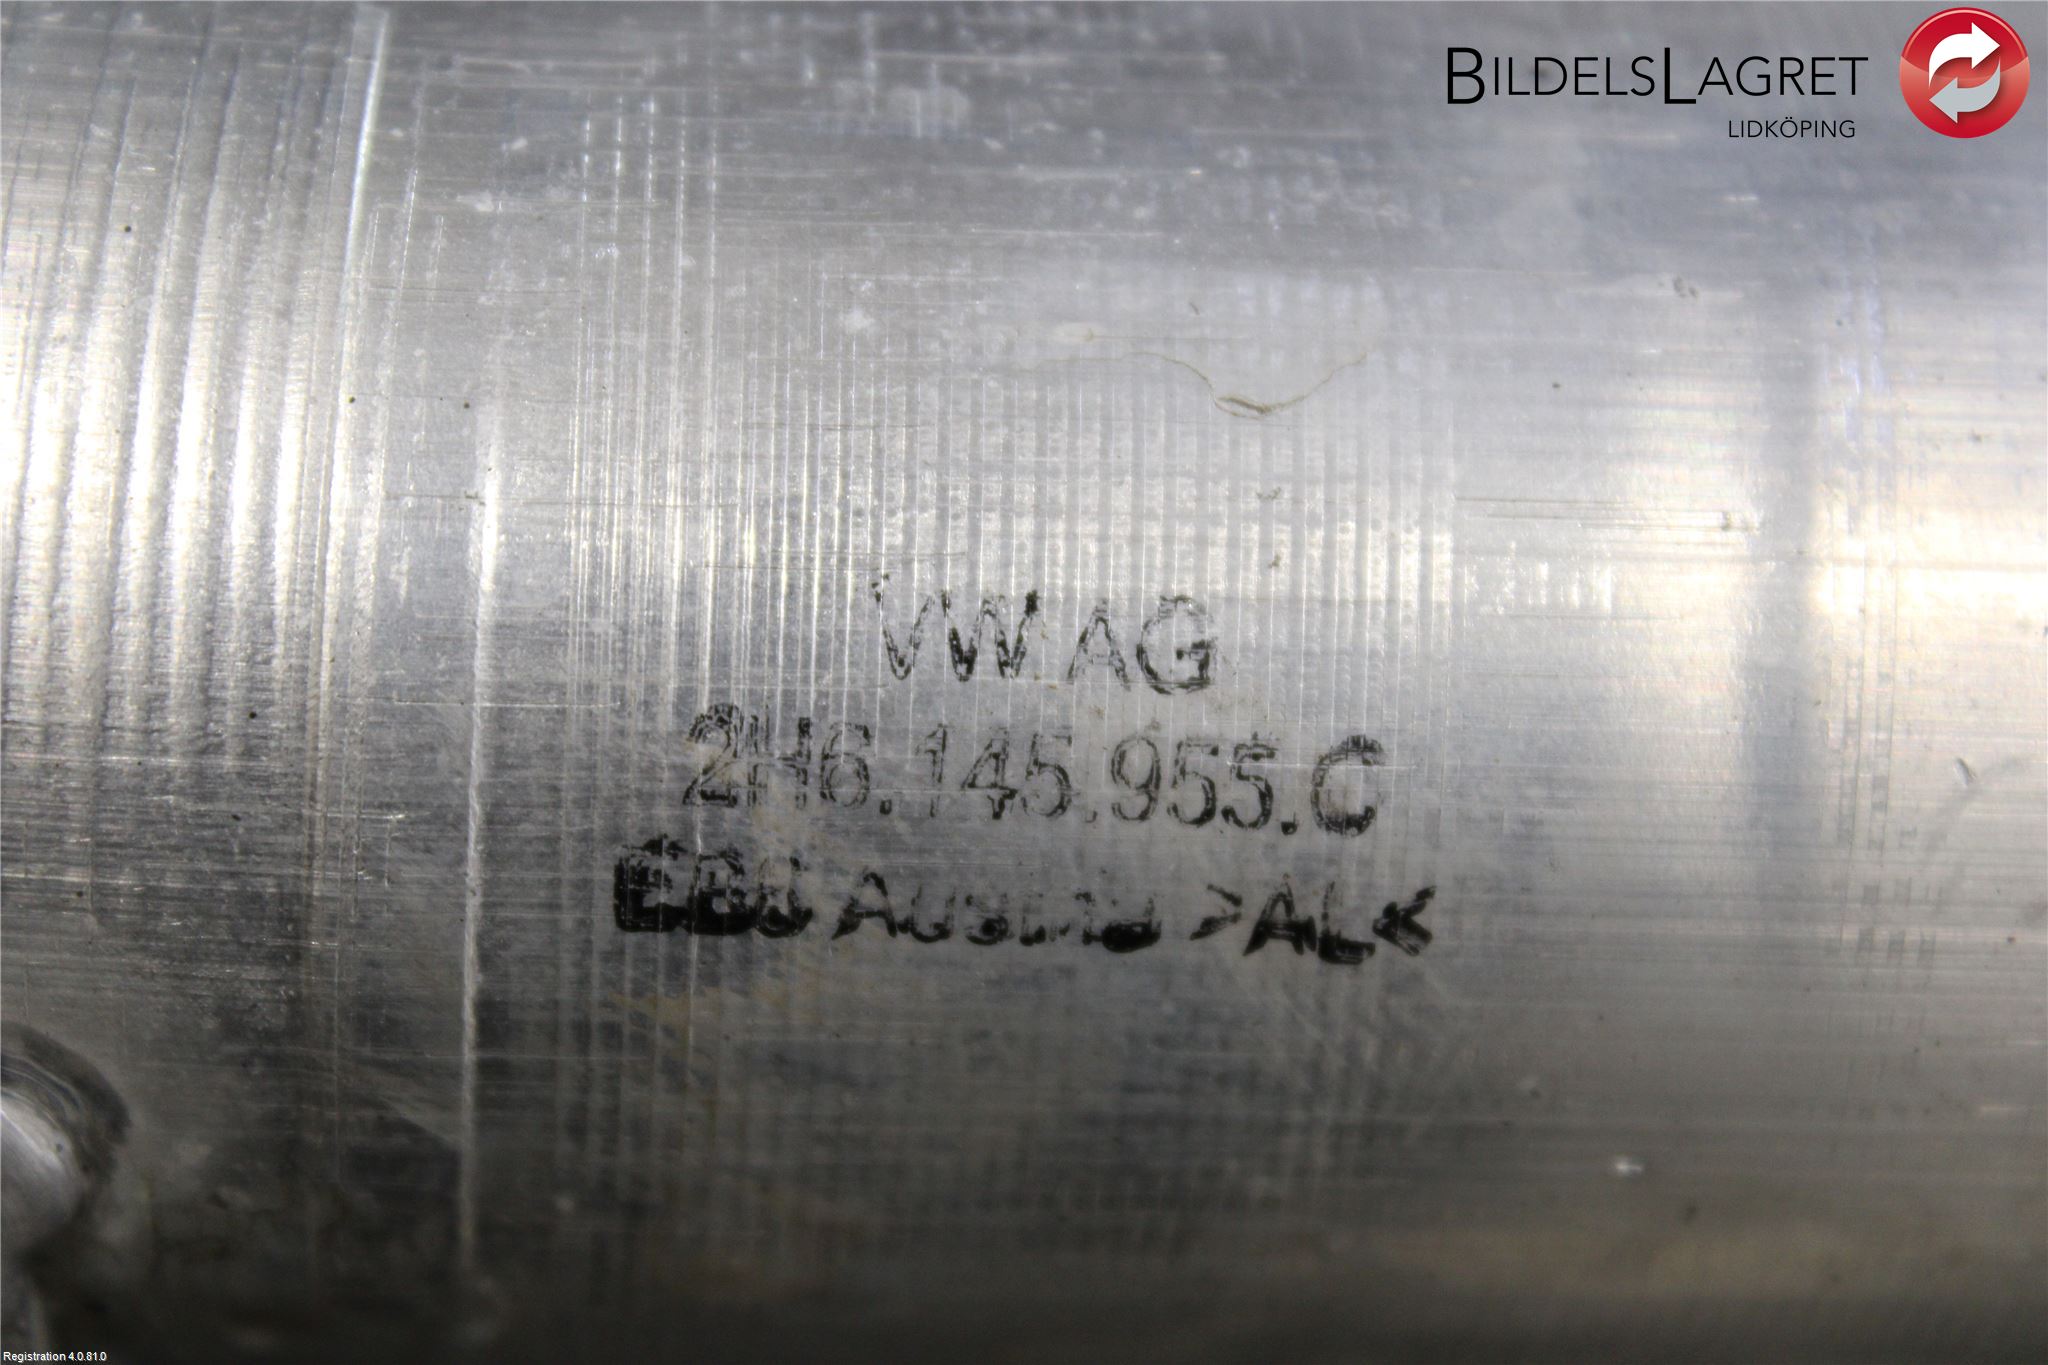 BILDELSLAGRET
LIDKÖPING
VW AG
2H6.145.955.C
>AL<
Registration 4.0.81.0